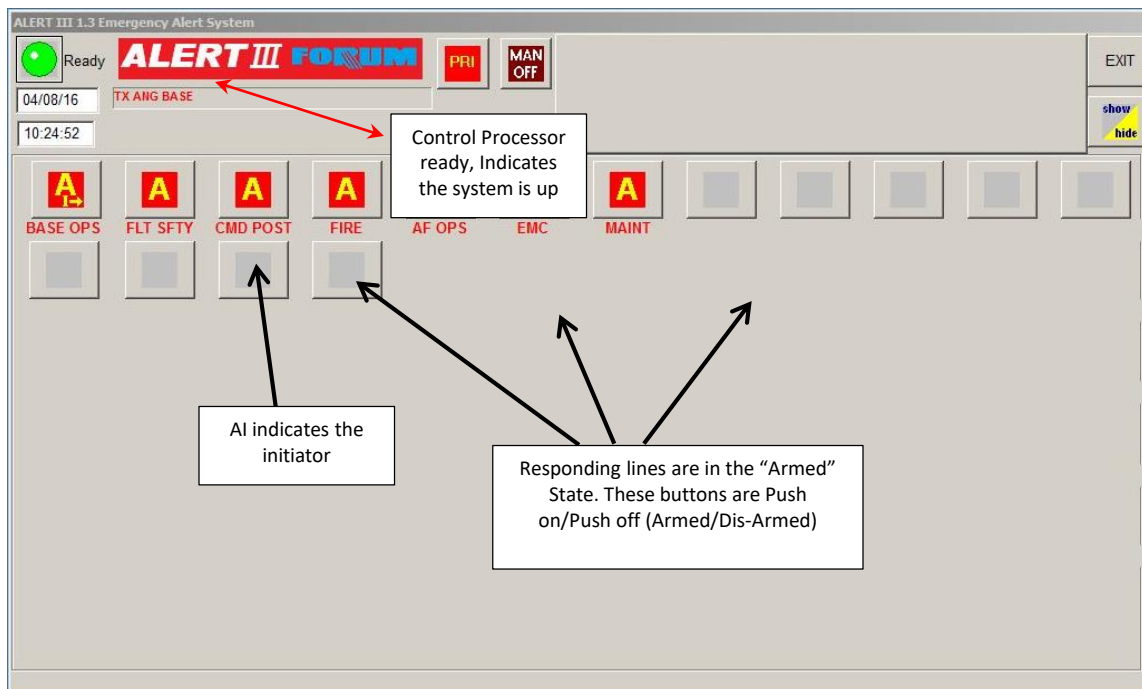 ALERT III 1.3 Emergency Alert System
Ready
ALERT III FORUM
PRI
MAN
OFF
EXIT
04/08/16
TX ANG BASE
show
hide
10:24:52
Control Processor
ready, Indicates
the system is up
A
A
A
A
A
BASE OPS
FLT SFTY
CMD POST
FIRE
AF OPS
EMC
MAINT
AI indicates the
initiator
Responding lines are in the “Armed”
State. These buttons are Push
on/Push off (Armed/Dis-Armed)